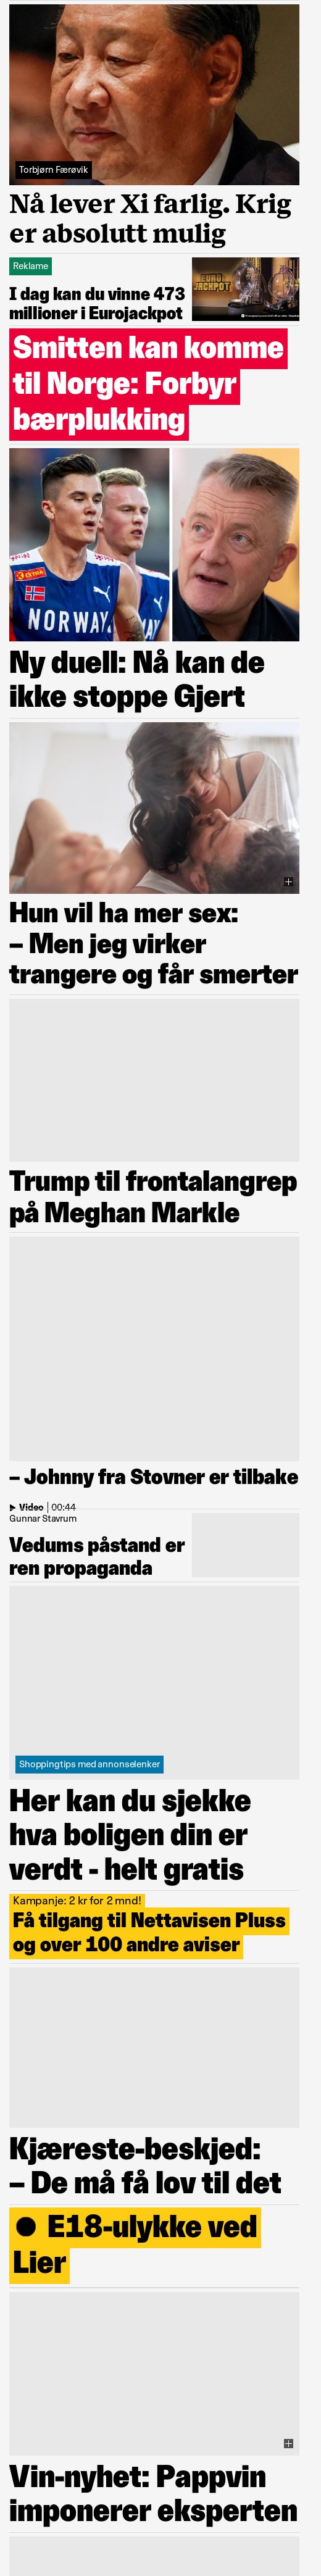 Torbjørn Færøvik
Nå lever Xi farlig. Krig
er absolutt mulig
Reklame
I dag kan du vinne 473
millioner i Eurojackpot
EURO
JACKPOT
Smitten kan komme
til Norge: Forbyr
bærplukking
EXTRA
NORWAY
Ny duell: Nå kan de
ikke stoppe Gjert
Hun vil ha mer sex:
– Men jeg virker
trangere og får smerter
Trump til frontalangrep
på Meghan Markle
– Johnny fra Stovner er tilbake
Video | 00:44
Gunnar Stavrum
Vedums påstand er
ren propaganda
Shoppingtips med annonselenker
Her kan du sjekke
hva boligen din er
verdt - helt gratis
Kampanje: 2 kr for 2 mnd!
Få tilgang til Nettavisen Pluss
og over 100 andre aviser
Kjæreste-beskjed:
– De må få lov til det
E18-ulykke ved
Lier
Vin-nyhet: Pappvin
imponerer eksperten